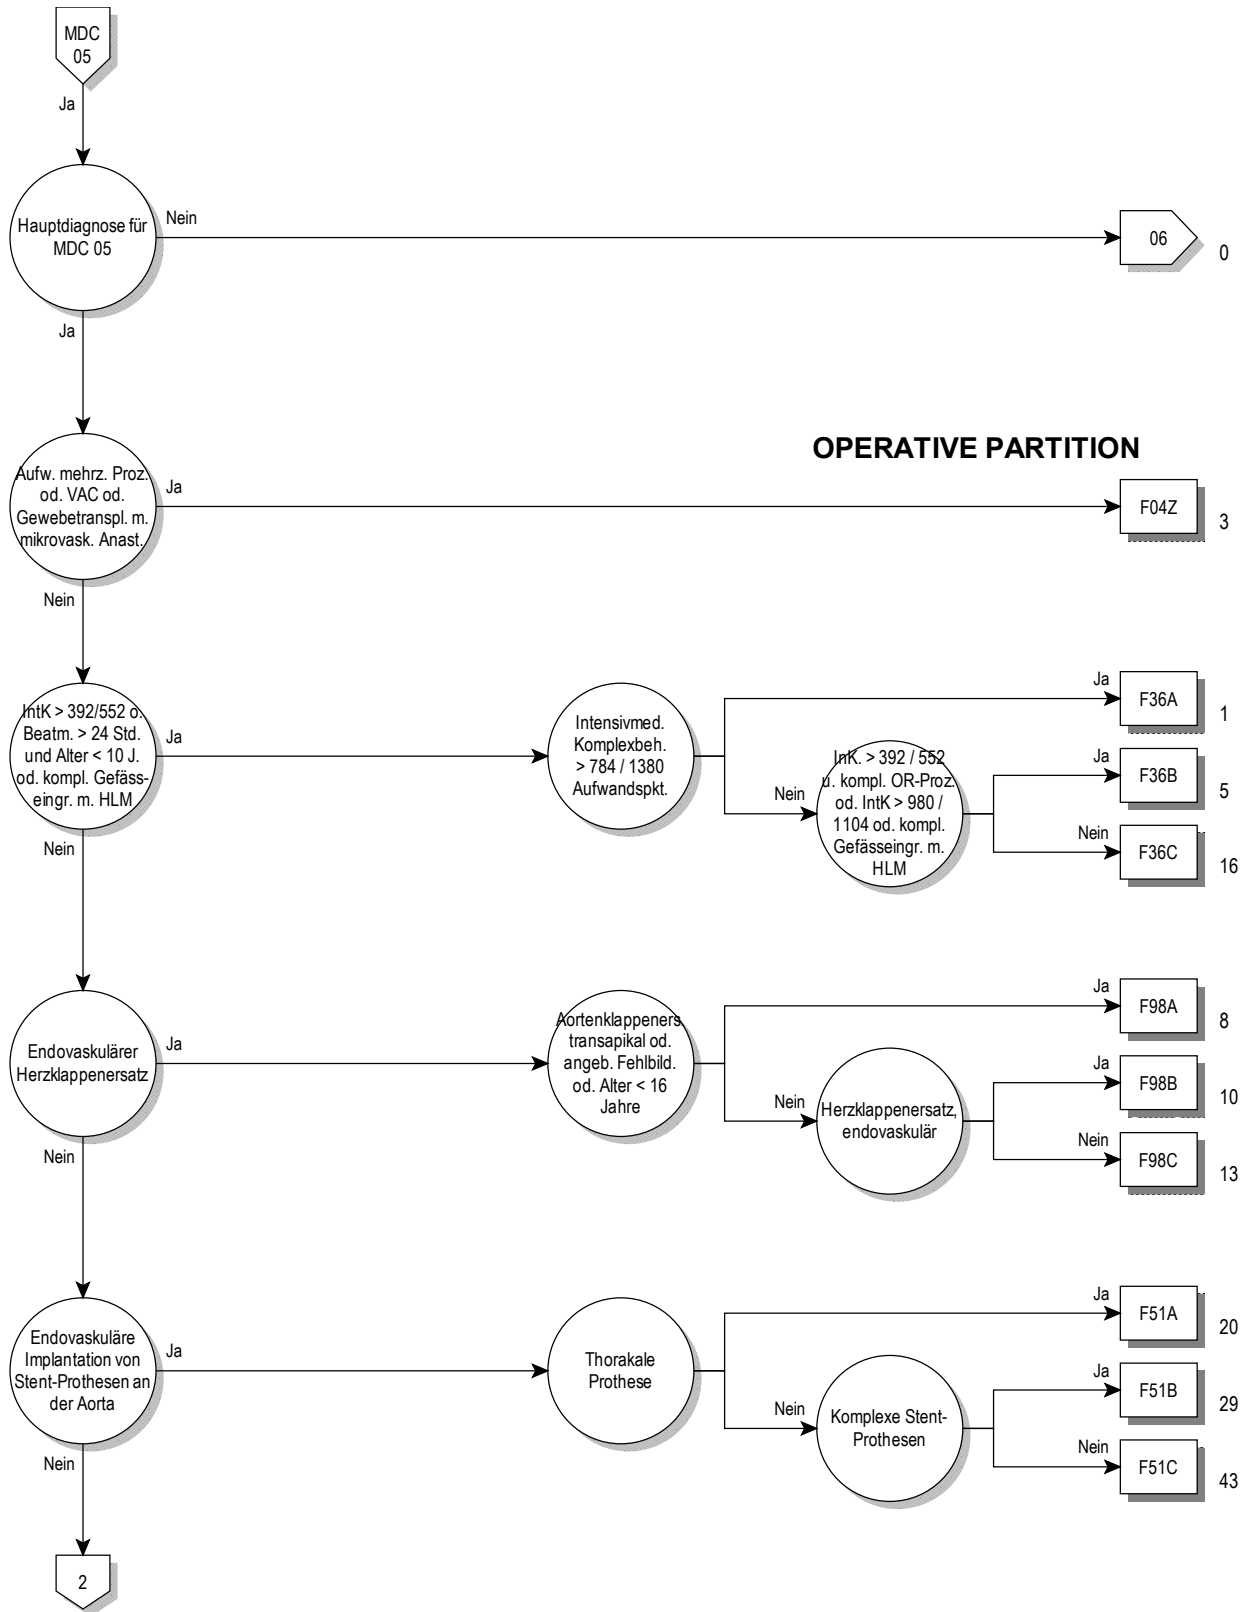 MDC
05
Ja
Hauptdiagnose für
MDC 05
Nein
06
0
Ja
OPERATIVE PARTITION
Aufw. mehrz. Proz.
od. VAC od.
Gewebetranspl. m.
mikrovask. Anast.
Ja
F04Z
3
Nein
IntK > 392/552 o.
Beatm. > 24 Std.
und Alter < 10 J.
od. kompl. Gefäss-
eingr. m. HLM
Ja
Intensivmed.
Komplexbeh.
> 784 / 1380
Aufwandspkt.
Ja
F36A
1
Nein
InK. > 392 / 552
u. kompl. OR-Proz.
od. IntK > 980 /
1104 od. kompl.
Gefässeingr. m.
HLM
Ja
F36B
5
Nein
F36C
16
Nein
Endovaskulärer
Herzklappenersatz
Ja
Aortenklappeners.
transapikal od.
angeb. Fehlbild.
od. Alter < 16
Jahre
Ja
F98A
8
Nein
Herzklappenersatz,
endovaskulär
Ja
F98B
10
Nein
F98C
13
Nein
Endovaskuläre
Implantation von
Stent-Prothesen an
der Aorta
Ja
Thorakale
Prothese
Ja
F51A
20
Nein
Komplexe Stent-
Prothesen
Ja
F51B
29
Nein
F51C
43
Nein
2